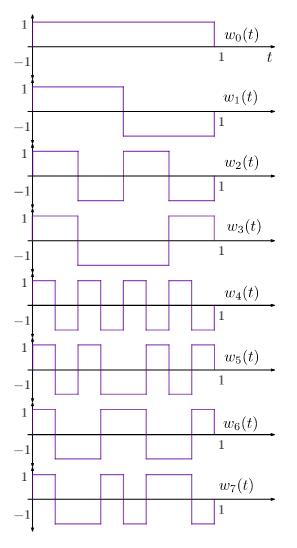 1 w₀(t)
−1 1 t
1 w₁(t)
−1 1
1 w₂(t)
−1 1
1 w₃(t)
−1 1
1 w₄(t)
−1 1
1 w₅(t)
−1 1
1 w₆(t)
−1 1
1 w₇(t)
−1 1